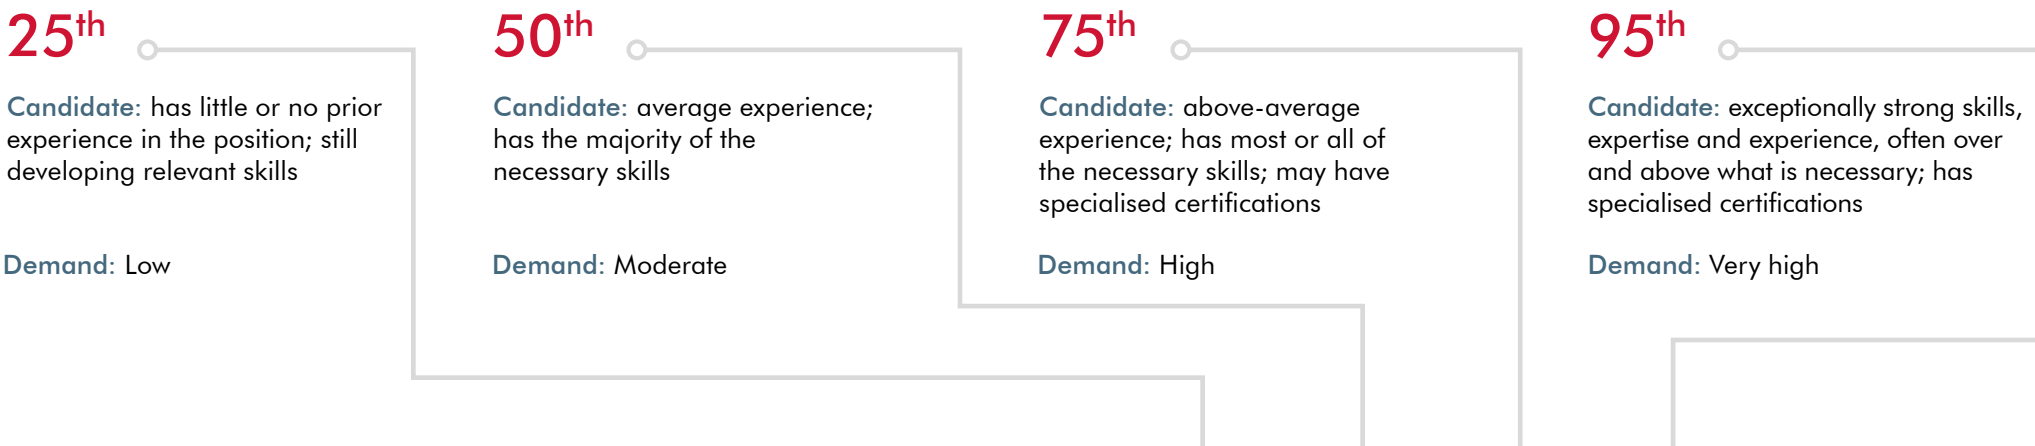 25th
Candidate: has little or no prior
experience in the position; still
developing relevant skills
Demand: Low
50th
Candidate: average experience;
has the majority of the
necessary skills
Demand: Moderate
75th
Candidate: above-average
experience; has most or all of
the necessary skills; may have
specialised certifications
Demand: High
95th
Candidate: exceptionally strong skills,
expertise and experience, often over
and above what is necessary; has
specialised certifications
Demand: Very high